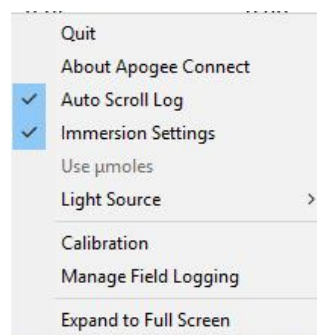 Quit
About Apogee Connect
Auto Scroll Log
Immersion Settings
Use µmoles
Light Source
Calibration
Manage Field Logging
Expand to Full Screen